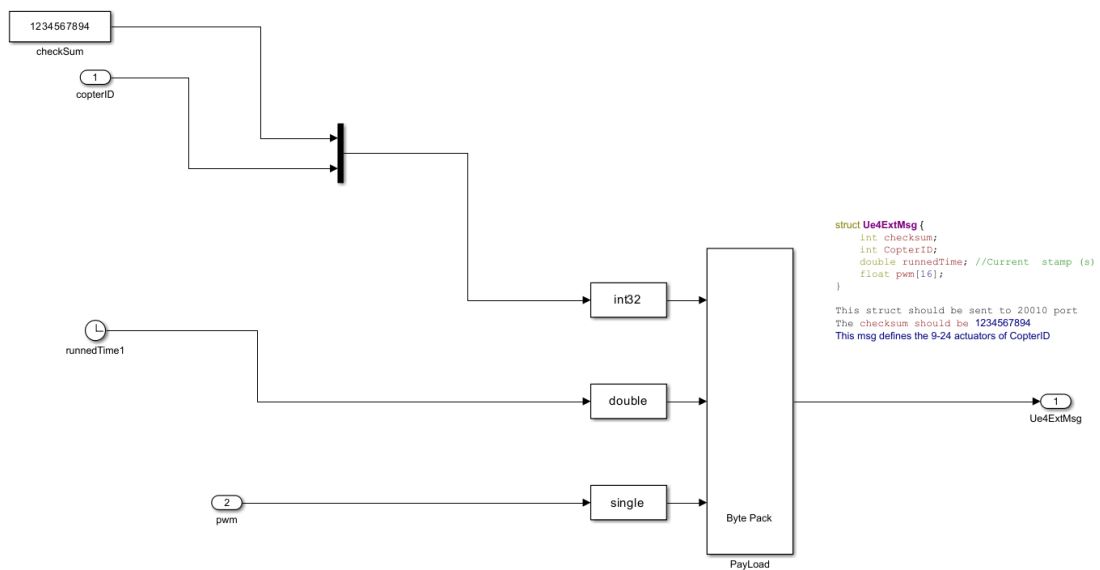 1234567894
checkSum
1
copterID
struct Ue4ExtMsg {
int checksum;
int CopterID;
double runnedTime; //Current  stamp (s)
float pwm[16];
}
This struct should be sent to 20010 port
The checksum should be 1234567894
This msg defines the 9-24 actuators of CopterID
int32
runnedTime1
double
1
Ue4ExtMsg
2
pwm
single
Byte Pack
PayLoad